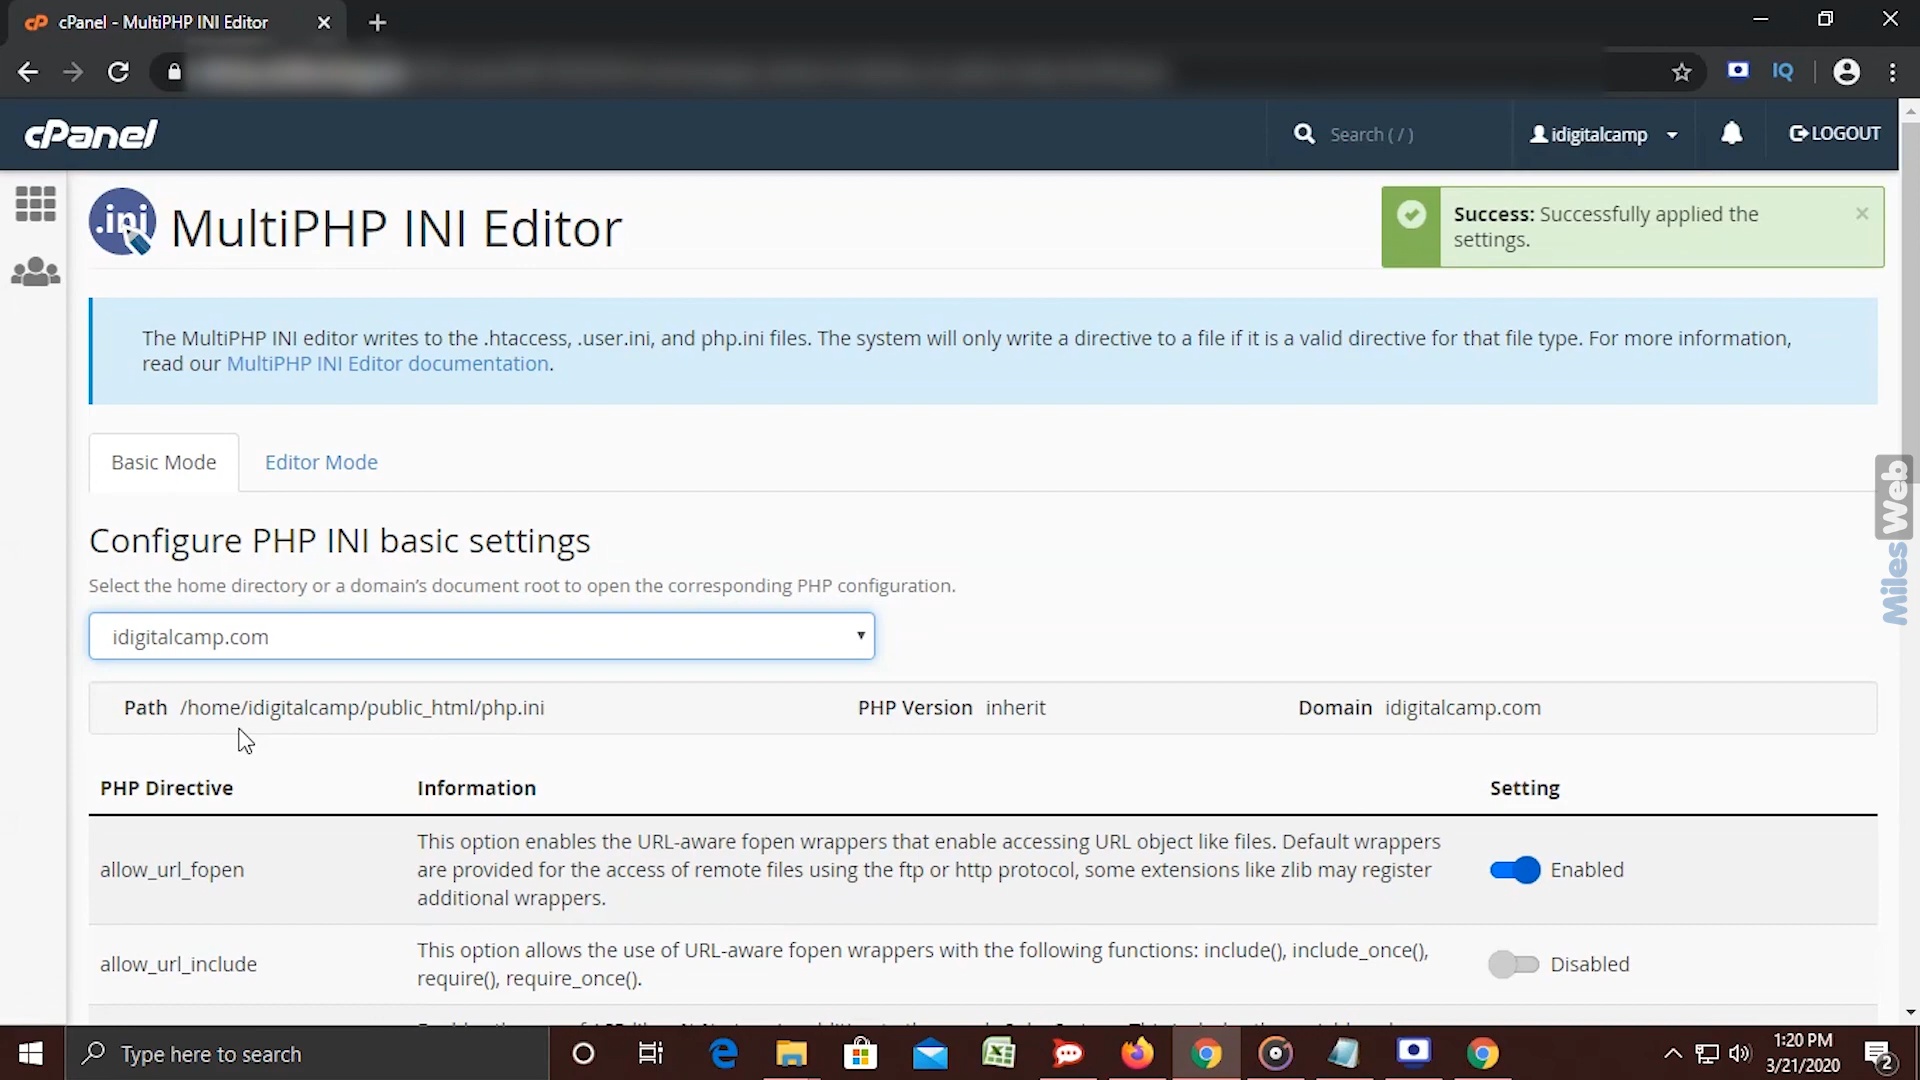 cPanel - MultiPHP INI Editor
IQ
cPanel
Search ( / )
idigitalcamp
LOGOUT
.ini
MultiPHP INI Editor
Success: Successfully applied the
settings.
The MultiPHP INI editor writes to the .htaccess, .user.ini, and php.ini files. The system will only write a directive to a file if it is a valid directive for that file type. For more information,
read our MultiPHP INI Editor documentation.
Basic Mode
Editor Mode
MilesWeb
Configure PHP INI basic settings
Select the home directory or a domain's document root to open the corresponding PHP configuration.
idigitalcamp.com
Path /home/idigitalcamp/public_html/php.ini
PHP Version inherit
Domain idigitalcamp.com
PHP Directive
Information
Setting
allow_url_fopen
This option enables the URL-aware fopen wrappers that enable accessing URL object like files. Default wrappers
are provided for the access of remote files using the ftp or http protocol, some extensions like zlib may register
additional wrappers.
Enabled
allow_url_include
This option allows the use of URL-aware fopen wrappers with the following functions: include(), include_once(),
require(), require_once().
Disabled
Type here to search
1:20 PM
3/21/2020
2